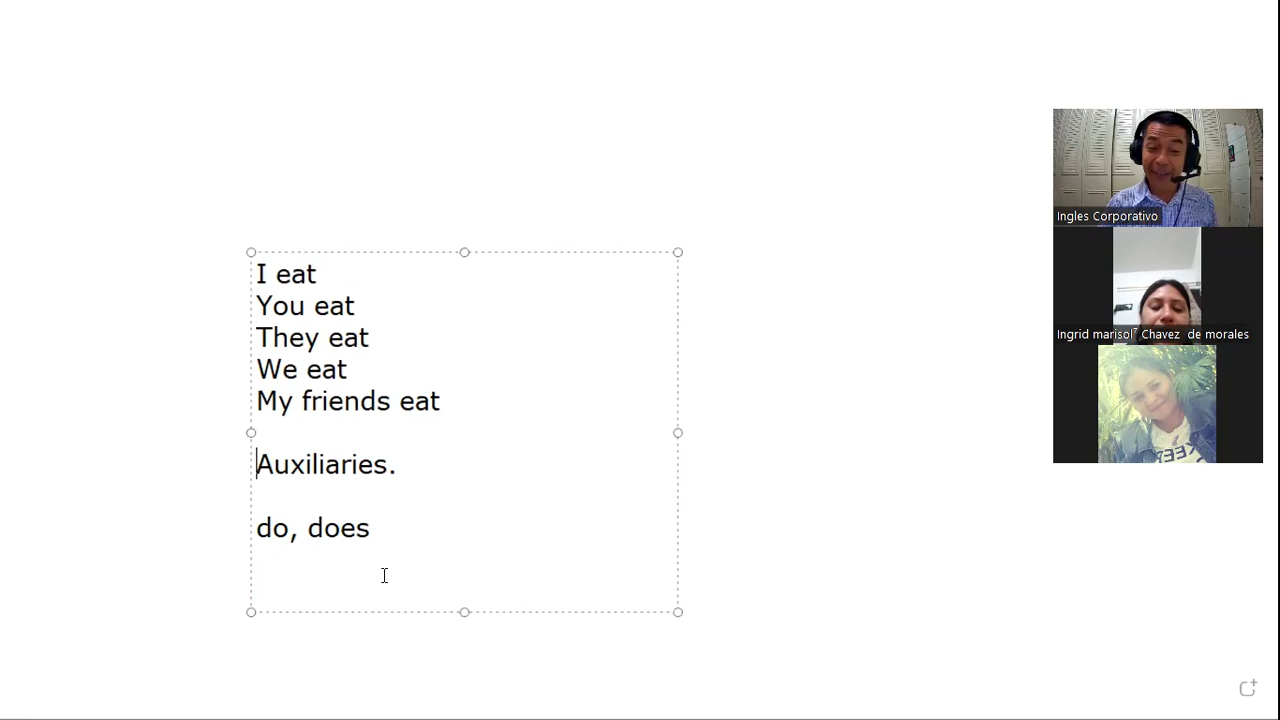 I eat
You eat
They eat
We eat
My friends eat
Auxiliaries.
do, does
Ingles Corporativo
Ingrid marisol Chavez de morales